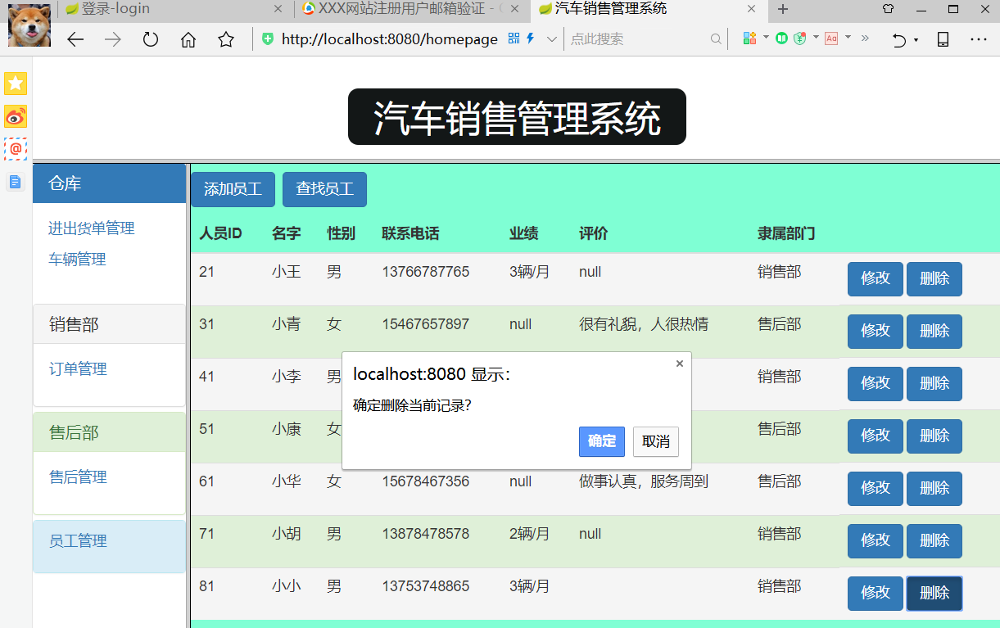 登录-login
XXX网站注册用户邮箱验证 -
汽车销售管理系统
http://localhost:8080/homepage
点此搜索
汽车销售管理系统
仓库
进出货单管理
车辆管理
销售部
订单管理
售后部
售后管理
员工管理
添加员工 查找员工
人员ID 名字 性别 联系电话 业绩 评价 隶属部门
21 小王 男 13766787765 3辆/月 null 销售部 修改 删除
31 小青 女 15467657897 null 很有礼貌，人很热情 售后部 修改 删除
41 小李 男 销售部 修改 删除
51 小康 女 售后部 修改 删除
61 小华 女 15678467356 null 做事认真，服务周到 售后部 修改 删除
71 小胡 男 13878478578 2辆/月 null 销售部 修改 删除
81 小小 男 13753748865 3辆/月 销售部 修改 删除
localhost:8080 显示：
确定删除当前记录？
确定 取消